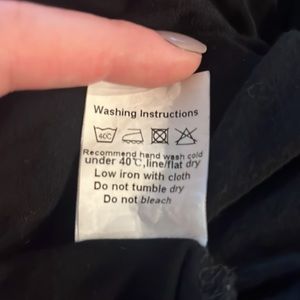 Washing Instructions
40C
Recommend hand wash cold
under 40℃,line/flat dry
Low iron with cloth
Do not tumble dry
Do not bleach